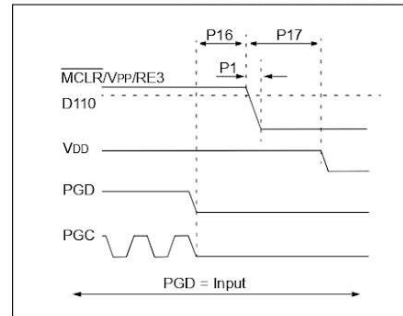 P16 P17
P1
MCLR/VPP/RE3
D110
VDD
PGD
PGC
PGD = Input